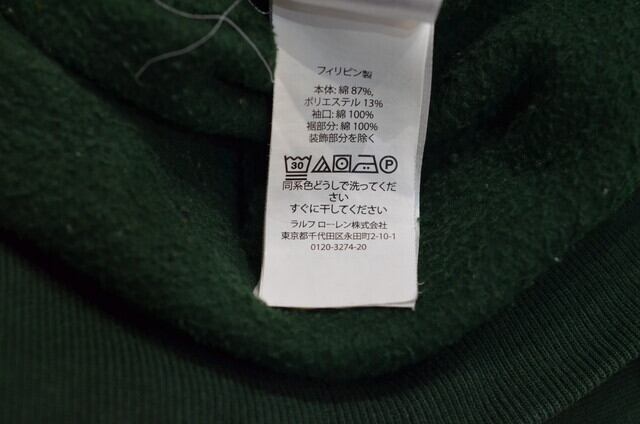 フィリピン製
本体: 綿 87%,
ポリエステル 13%
袖口: 綿 100%
裾部分: 綿 100%
装飾部分を除く
30 P
同系色どうしで洗ってくだ
さい
すぐに干してください
ラルフ ローレン株式会社
東京都千代田区永田町2-10-1
0120-3274-20